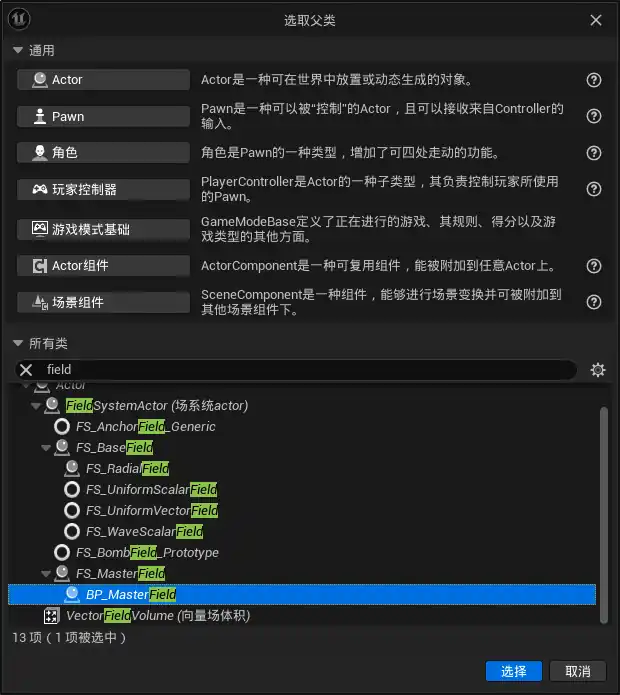 选取父类
通用
Actor
Actor是一种可在世界中放置或动态生成的对象。
Pawn
Pawn是一种可以被“控制”的Actor，且可以接收来自Controller的
输入。
角色
角色是Pawn的一种类型，增加了可四处走动的功能。
玩家控制器
PlayerController是Actor的一种子类型，其负责控制玩家所使用
的Pawn。
游戏模式基础
GameModeBase定义了正在进行的游戏、其规则、得分以及游
戏类型的其他方面。
Actor组件
ActorComponent是一种可复用组件，能被附加到任意Actor上。
场景组件
SceneComponent是一种组件，能够进行场景变换并可被附加到
其他场景组件下。
所有类
field
Actor
FieldSystemActor (场系统actor)
FS_AnchorField_Generic
FS_BaseField
FS_RadialField
FS_UniformScalarField
FS_UniformVectorField
FS_WaveScalarField
FS_BombField_Prototype
FS_MasterField
BP_MasterField
VectorFieldVolume (向量场体积)
13 项（1 项被选中）
选择
取消